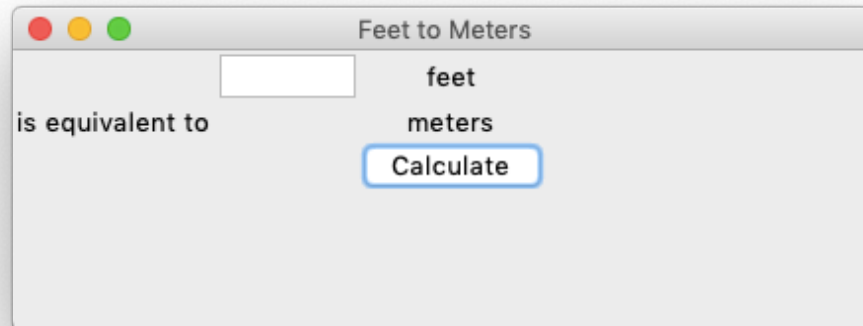 Feet to Meters
feet
is equivalent to meters
Calculate